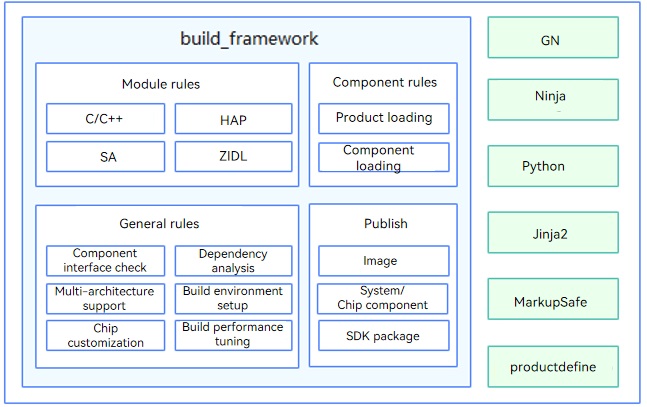 build_framework
Module rules
C/C++
HAP
SA
ZIDL
Component rules
Product loading
Component
loading
General rules
Component
interface check
Dependency
analysis
Multi-architecture
support
Build environment
setup
Chip
customization
Build performance
tuning
Publish
Image
System/
Chip component
SDK package
GN
Ninja
Python
Jinja2
MarkupSafe
productdefine